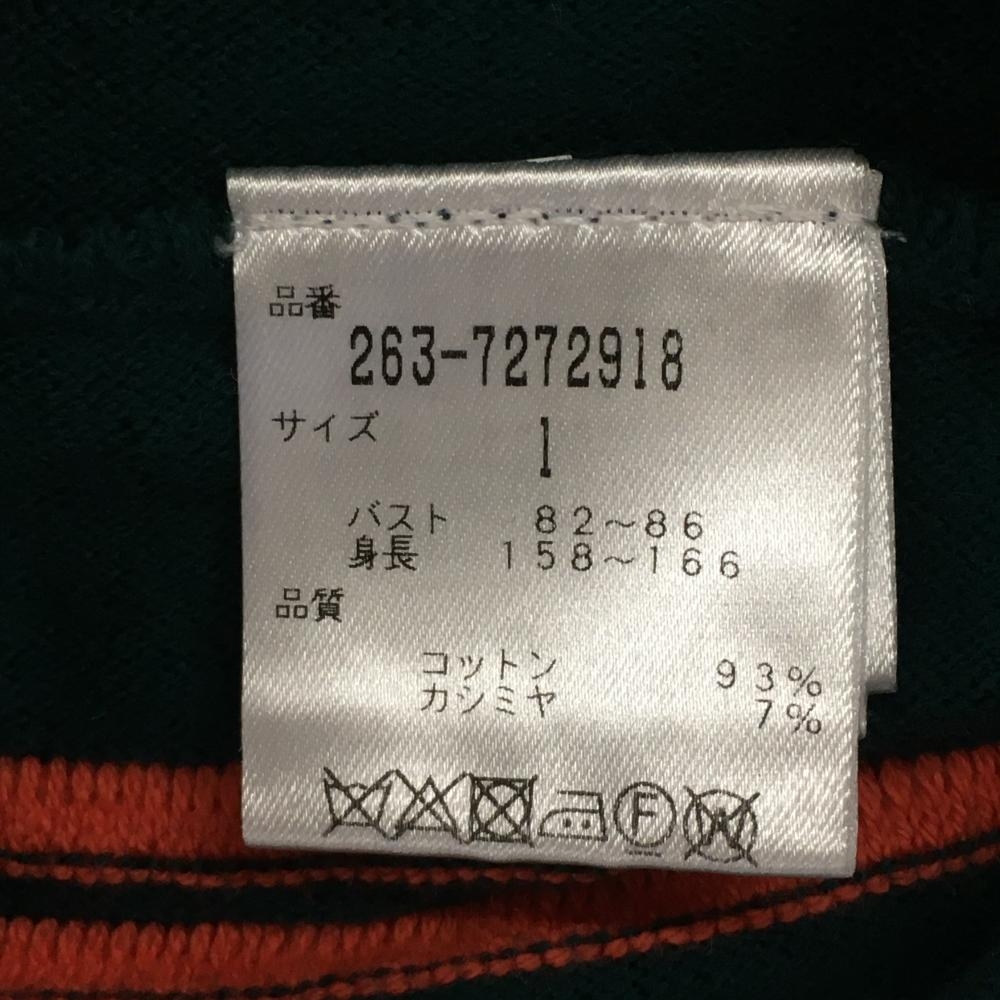 品番
263-7272918
サイズ
1
バスト 82~86
身長 158~166
品質
コットン 93%
カシミヤ 7%
F
W